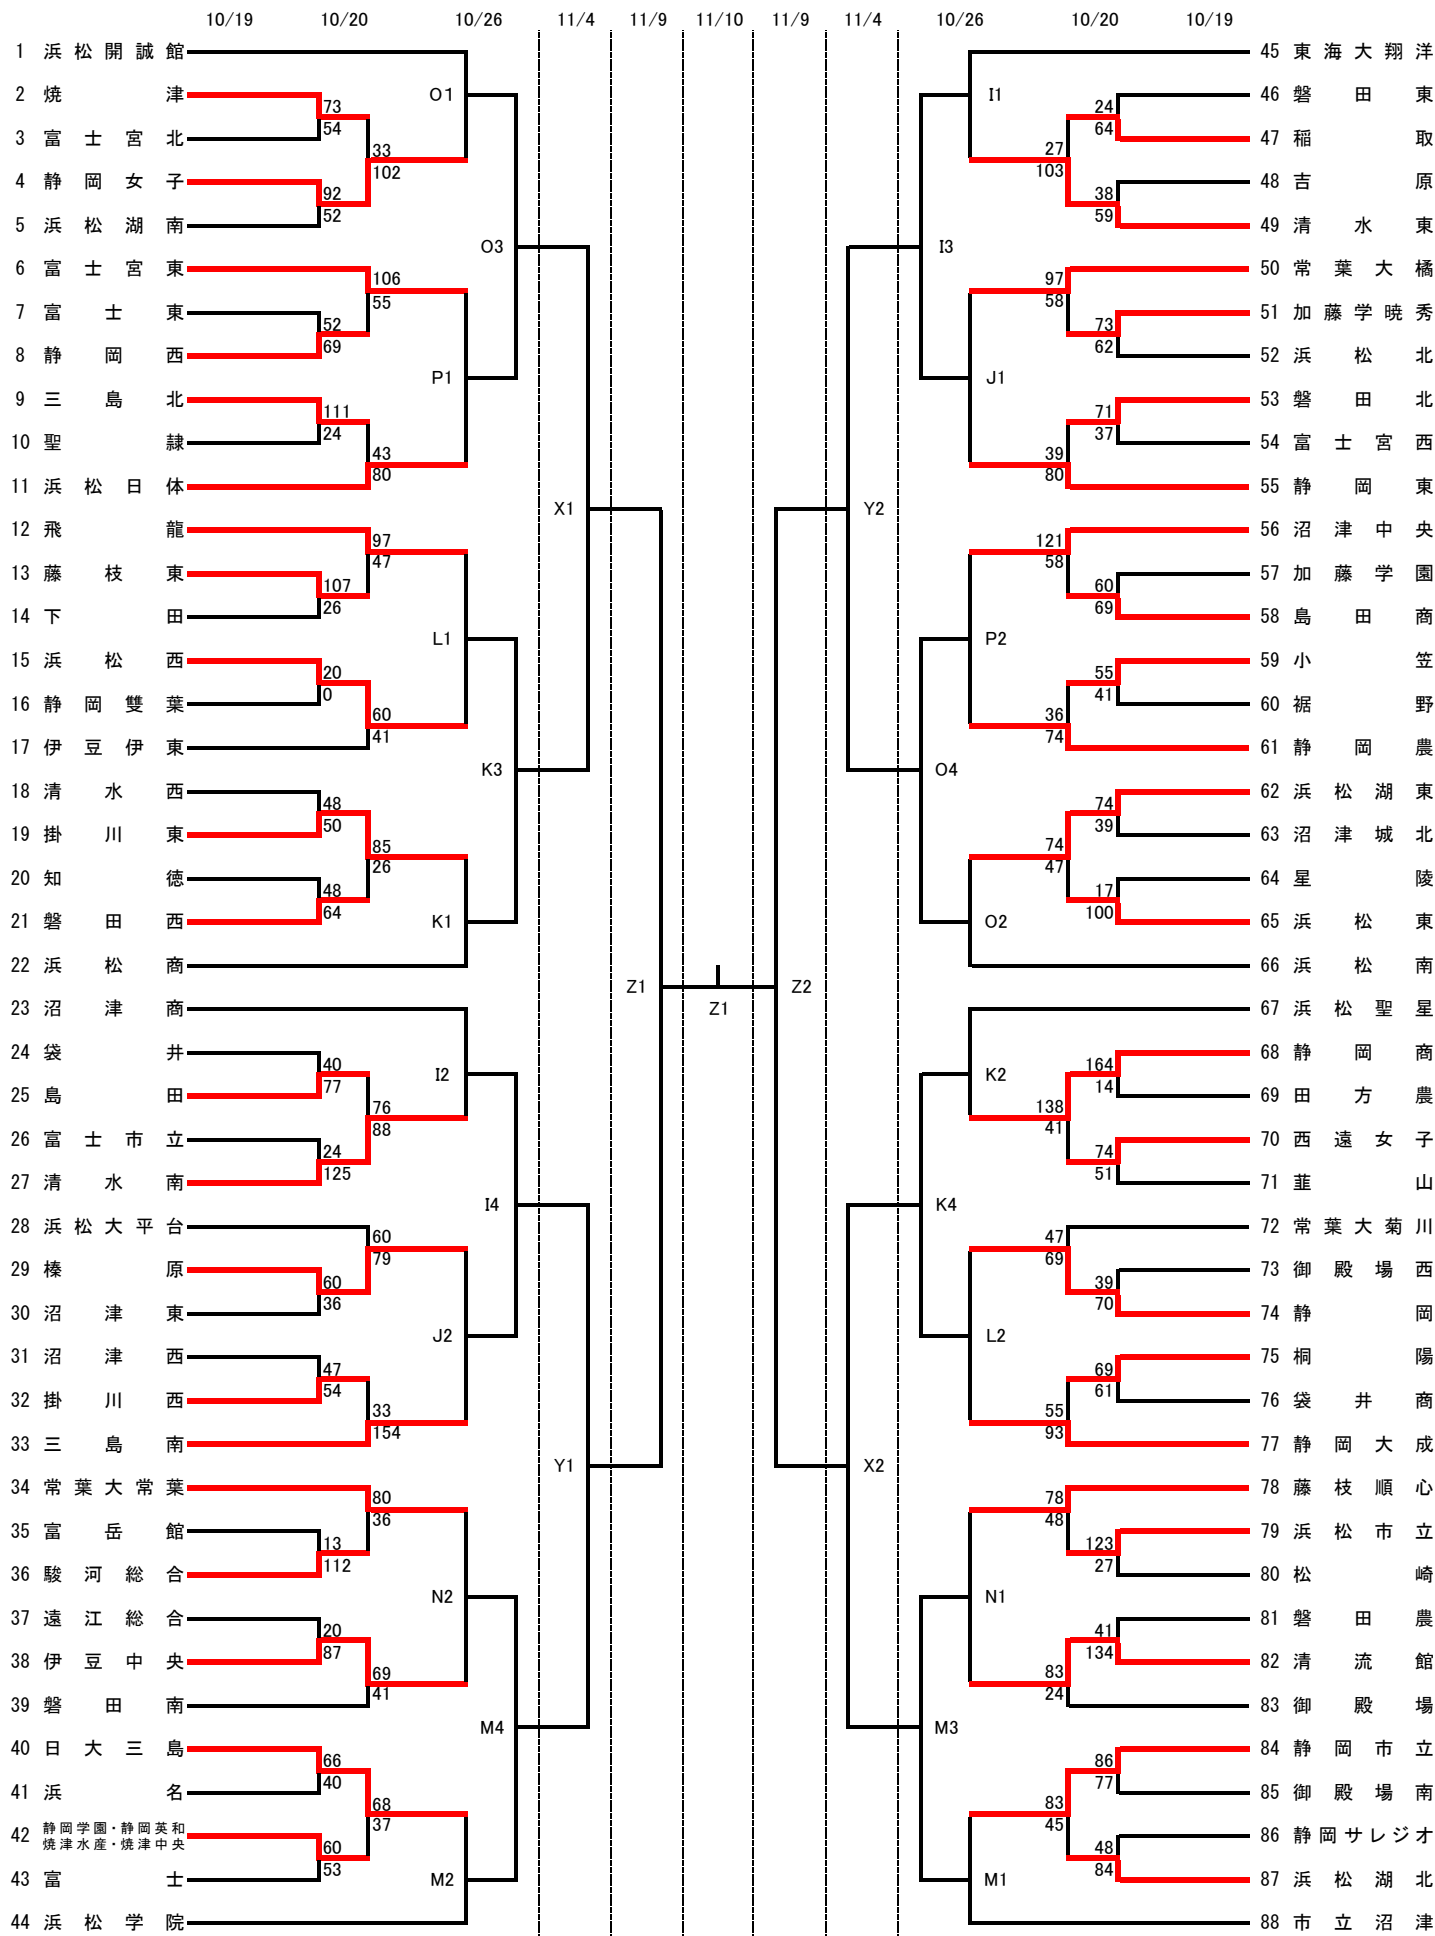 10/19 10/20 10/26 11/4 11/9 11/10 11/9 11/4 10/26 10/20 10/19
1 浜松開誠館 45 東海大翔洋
2 焼津 O1 I1 46 磐田東
73 24
54 64
3 富士宮北 47 稲取
33 27
102 103
4 静岡女子 48 吉原
92 38
52 59
5 浜松湖南 49 清水東
O3 I3
6 富士宮東 50 常葉大橘
106 97
55 58
7 富士東 51 加藤学暁秀
52 73
69 62
8 静岡西 52 浜松北
P1 J1
9 三島北 53 磐田北
111 71
24 37
10 聖隷 54 富士宮西
43 39
80 80
11 浜松日体 55 静岡東
X1 Y2
12 飛龍 56 沼津中央
97 121
47 58
13 藤枝東 57 加藤学園
107 60
26 69
14 下田 58 島田商
L1 P2
15 浜松西 59 小笠
20 55
0 41
16 静岡雙葉 60 裾野
60 36
41 74
17 伊豆伊東 61 静岡農
K3 O4
18 清水西 62 浜松湖東
48 74
50 39
19 掛川東 63 沼津城北
85 74
26 47
20 知徳 64 星陵
48 17
64 100
21 磐田西 K1 O2 65 浜松東
22 浜松商 66 浜松南
Z1 Z2
Z1
23 沼津商 67 浜松聖星
24 袋井 68 静岡商
40 I2 K2 164
77 14
25 島田 69 田方農
76 138
88 41
26 富士市立 70 西遠女子
24 74
125 51
27 清水南 71 韮山
I4 K4
28 浜松大平台 72 常葉大菊川
60 47
79 69
29 榛原 73 御殿場西
60 39
36 70
30 沼津東 74 静岡
J2 L2
31 沼津西 75 桐陽
47 69
54 61
32 掛川西 76 袋井商
33 55
154 93
33 三島南 77 静岡大成
Y1 X2
34 常葉大常葉 78 藤枝順心
80 78
36 48
35 富岳館 79 浜松市立
13 123
112 27
36 駿河総合 80 松崎
N2 N1
37 遠江総合 81 磐田農
20 41
87 134
38 伊豆中央 82 清流館
69 83
41 24
39 磐田南 83 御殿場
M4 M3
40 日大三島 84 静岡市立
66 86
40 77
41 浜名 85 御殿場南
68 83
37 45
42 静岡学園・静岡英和 86 静岡サレジオ
焼津水産・焼津中央
60 48
53 84
43 富士 M2 M1 87 浜松湖北
44 浜松学院 88 市立沼津